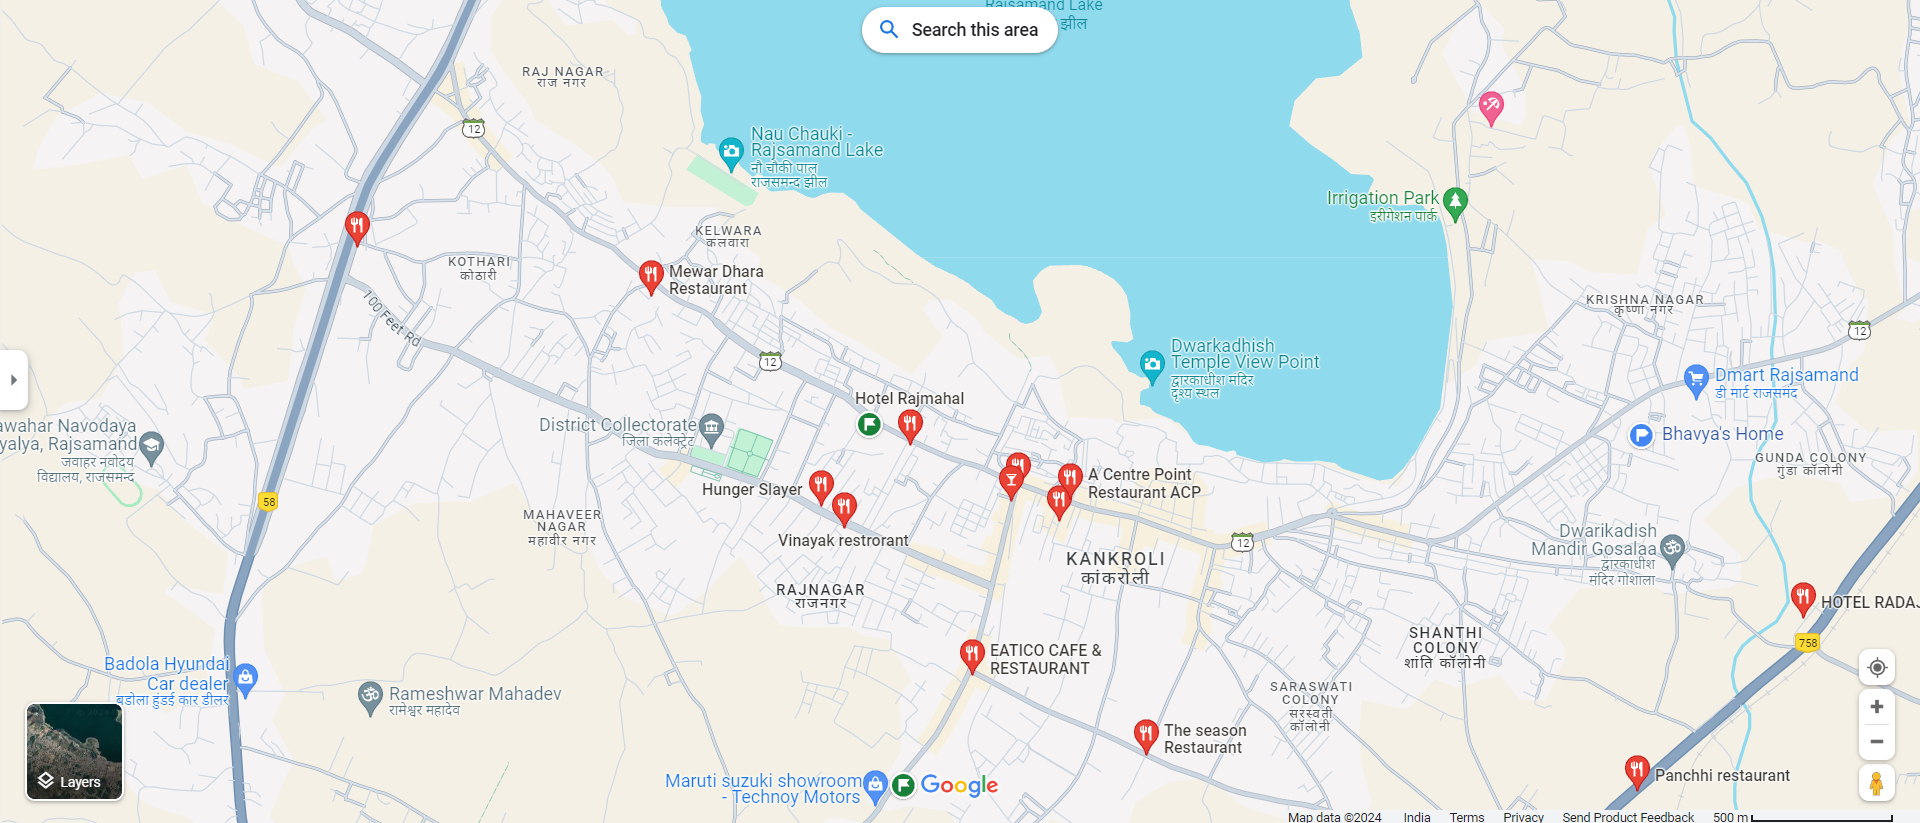 Rajsamand Lake
झील
Search this area
RAJ NAGAR
राज नगर
12
Nau Chauki -
Rajsamand Lake
नौ चौकी पाल
राजसमन्द झील
Irrigation Park
इरीगेशन पार्क
KELWARA
कलवारा
KOTHARI
कोठारी
Mewar Dhara
Restaurant
100 Feet Rd
KRISHNA NAGAR
कृष्णा नगर
12
12
Dwarkadhish
Temple View Point
द्वारकाधीश मंदिर
दृश्य स्थल
Dmart Rajsamand
डी मार्ट राजसमंद
Hotel Rajmahal
District Collectorate
जिला कलेक्ट्रेट
awahar Navodaya
yalya, Rajsamand
जवाहर नवोदय
विद्यालय, राजसमन्द
Bhavya's Home
GUNDA COLONY
गुंडा कॉलोनी
A Centre Point
Restaurant ACP
Hunger Slayer
58
MAHAVEER
NAGAR
महावीर नगर
Vinayak restrorant
12
Dwarikadish
Mandir Gosalaa
द्वारकाधीश
मंदिर गोशाला
KANKROLI
कांकरोली
RAJNAGAR
राजनगर
HOTEL RADAJ
SHANTHI
COLONY
शांति कॉलोनी
758
EATICO CAFE &
RESTAURANT
Badola Hyundai
Car dealer
बडोला हुंडई कार डीलर
Rameshwar Mahadev
रामेश्वर महादेव
SARASWATI
COLONY
सरस्वती
कॉलोनी
The season
Restaurant
Panchhi restaurant
Layers
Maruti suzuki showroom
- Technoy Motors
Google
Map data ©2024 India Terms Privacy Send Product Feedback 500 m